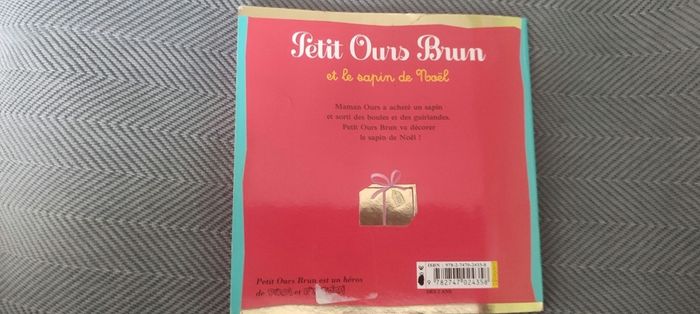 Petit Ours Brun
et le sapin de Noël
Maman Ours a acheté un sapin
et sorti des boules et des guirlandes.
Petit Ours Brun va décorer
le sapin de Noël !
ISBN : 978-2-7470-2435-8
9 782747 024358
Petit Ours Brun est un héros
de et